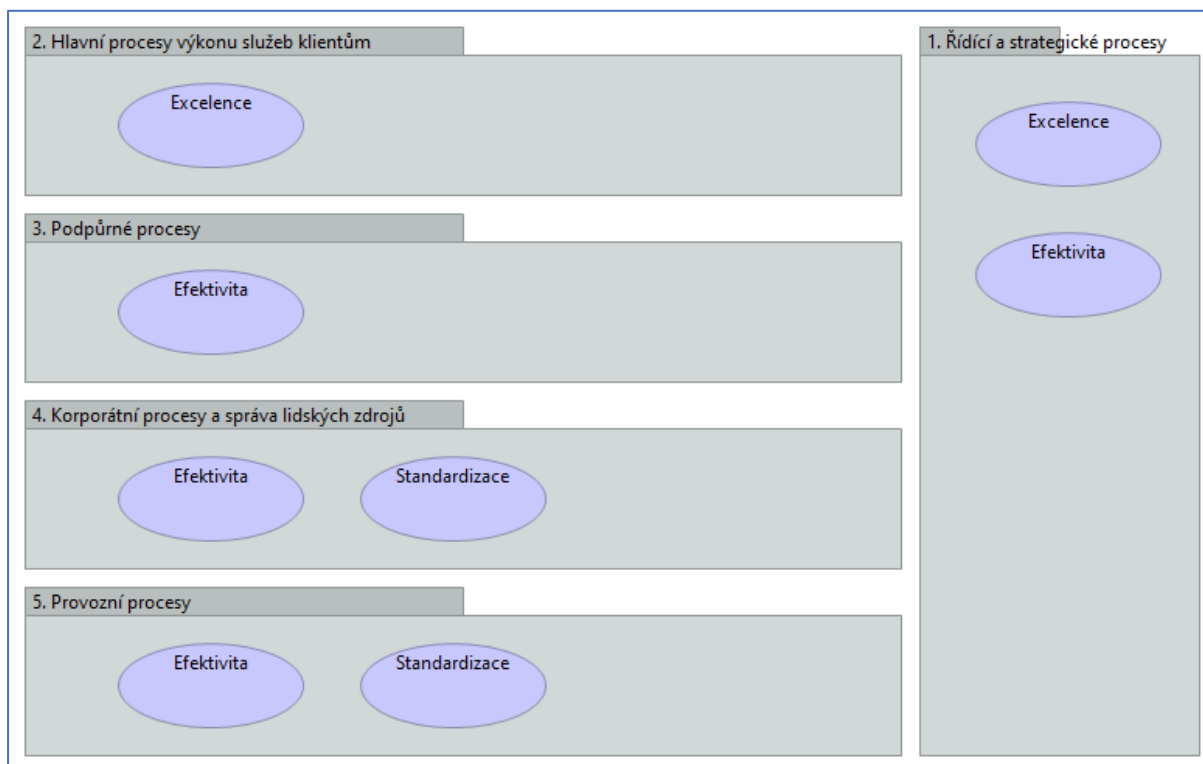 2. Hlavní procesy výkonu služeb klientům
Excelence
3. Podpůrné procesy
Efektivita
4. Korporátní procesy a správa lidských zdrojů
Efektivita
Standardizace
5. Provozní procesy
Efektivita
Standardizace
1. Řídící a strategické procesy
Excelence
Efektivita